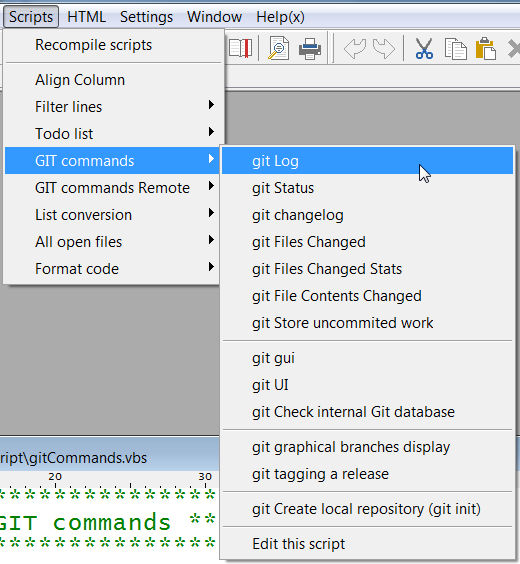 Scripts HTML Settings Window Help(x)
Recompile scripts
Align Column
Filter lines
Todo list
GIT commands
GIT commands Remote
List conversion
All open files
Format code
git Log
git Status
git changelog
git Files Changed
git Files Changed Stats
git File Contents Changed
git Store uncommited work
git gui
git UI
git Check internal Git database
git graphical branches display
git tagging a release
git Create local repository (git init)
Edit this script
ript\gitCommands.vbs
20 30
***************
GIT commands **
***************